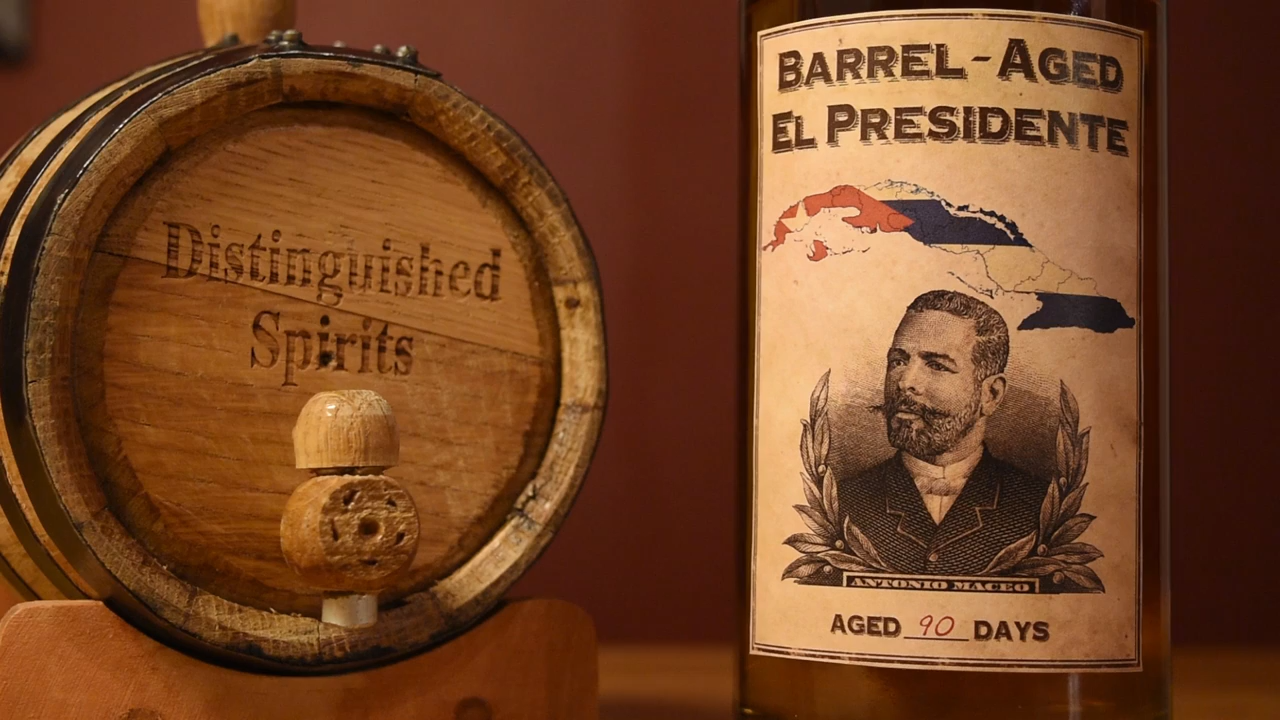 Distinguished
Spirits
BARREL-AGED
EL PRESIDENTE
ANTONIO MACEO
AGED 90 DAYS